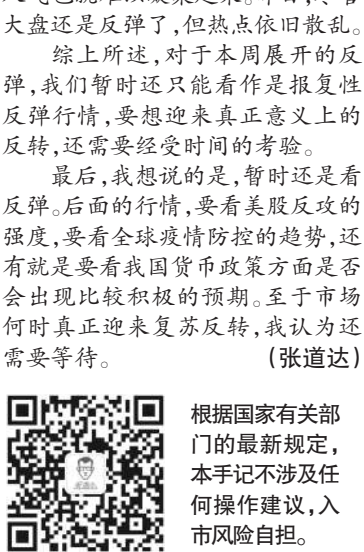 大盘还是反弹了，但热点依旧散乱。
综上所述，对于本周展开的反
弹，我们暂时还只能看作是报复性
反弹行情，要想迎来真正意义上的
反转，还需要经受时间的考验。
最后，我想说的是，暂时还是看
反弹。后面的行情，要看美股反攻的
强度，要看全球疫情防控的趋势，还
有就是要看我国货币政策方面是否
会出现比较积极的预期。至于市场
何时真正迎来复苏反转，我认为还
需要等待。 （张道达）
根据国家有关部
门的最新规定，
本手记不涉及任
何操作建议，入
市风险自担。